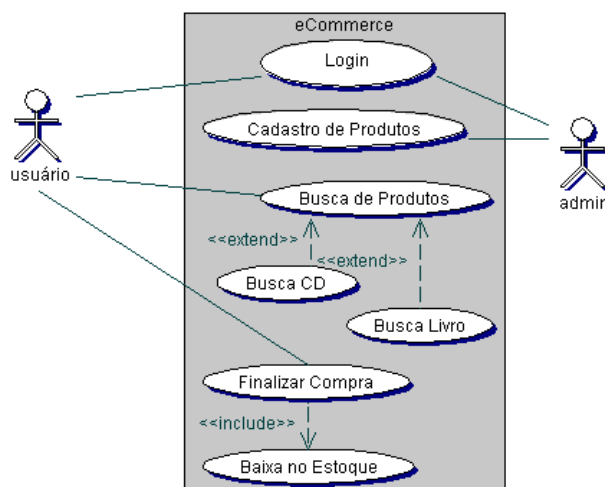 eCommerce
Login
Cadastro de Produtos
usuário
Busca de Produtos
admin
<<extend>>
<<extend>>
Busca CD
Busca Livro
Finalizar Compra
<<include>>
Baixa no Estoque